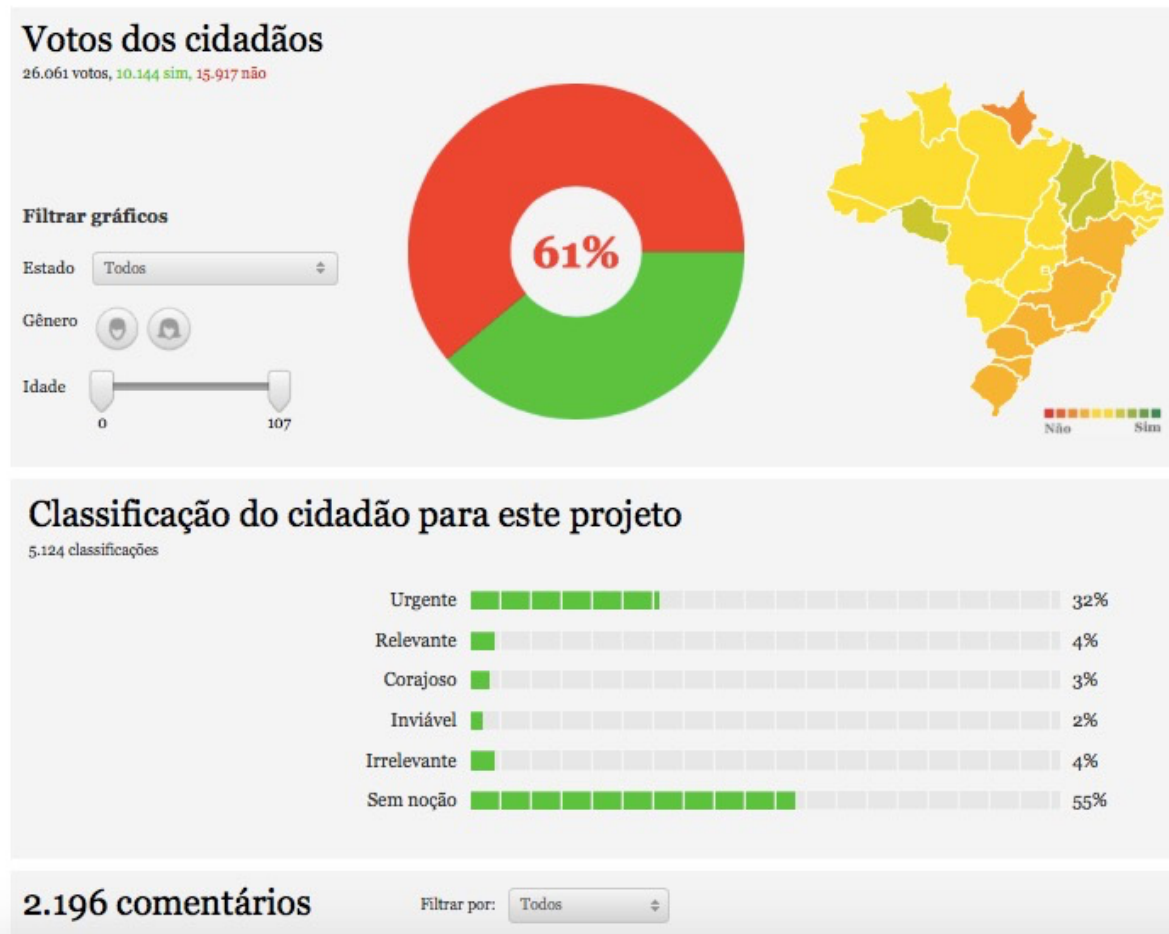 Votos dos cidadãos
26.061 votos, 10.144 sim, 15.917 não
Filtrar gráficos
Estado Todos
Gênero
Idade
0 107
61%
Não Sim
Classificação do cidadão para este projeto
5.124 classificações
Urgente 32%
Relevante 4%
Corajoso 3%
Inviável 2%
Irrelevante 4%
Sem noção 55%
2.196 comentários Filtrar por: Todos